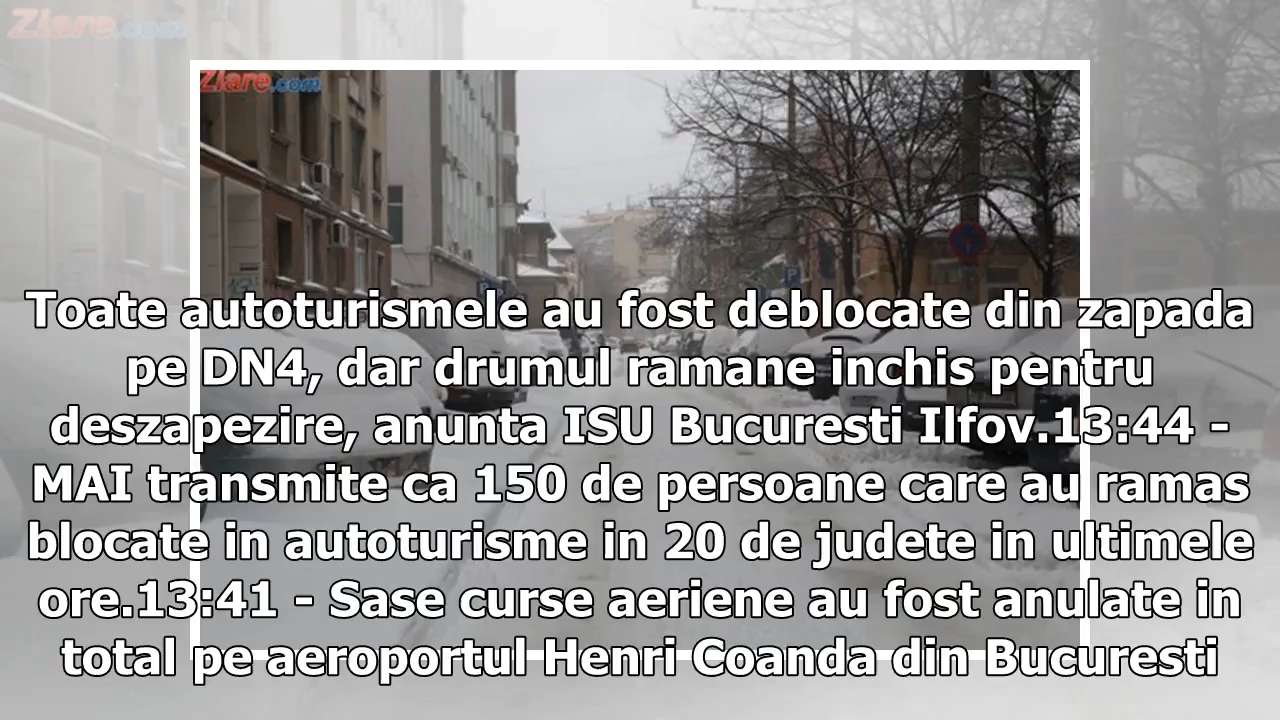 Ziare.com
Ziare.com
P
Toate autoturismele au fost deblocate din zapada
pe DN4, dar drumul ramane inchis pentru
deszapezire, anunta ISU Bucuresti Ilfov.13:44 -
MAI transmite ca 150 de persoane care au ramas
blocate in autoturisme in 20 de judete in ultimele
ore.13:41 - Sase curse aeriene au fost anulate in
total pe aeroportul Henri Coanda din Bucuresti